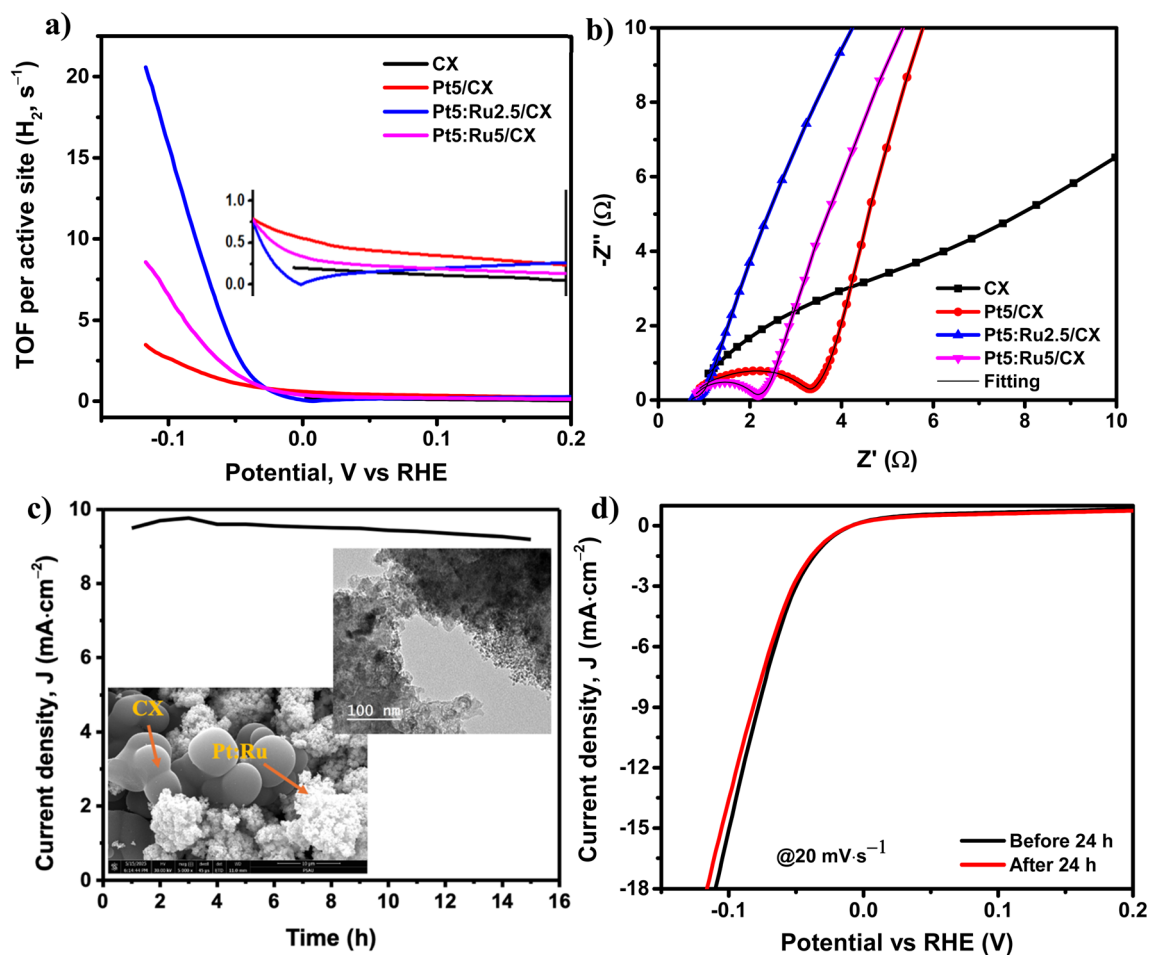 a)
TOF per active site (H₂, s⁻¹)
20
15
10
5
0
-0.1
0.0
0.1
0.2
Potential, V vs RHE
CX
Pt5/CX
Pt5:Ru2.5/CX
Pt5:Ru5/CX
1.0
0.5
0.0
b)
-Z'' (Ω)
10
8
6
4
2
0
0
2
4
6
8
10
Z' (Ω)
CX
Pt5/CX
Pt5:Ru2.5/CX
Pt5:Ru5/CX
Fitting
c)
Current density, J (mA·cm⁻²)
10
8
6
4
2
0
0
2
4
6
8
10
12
14
16
Time (h)
100 nm
CX
Pt:Ru
d)
Current density, J (mA·cm⁻²)
0
-3
-6
-9
-12
-15
-18
-0.1
0.0
0.1
0.2
Potential vs RHE (V)
@20 mV·s⁻¹
Before 24 h
After 24 h